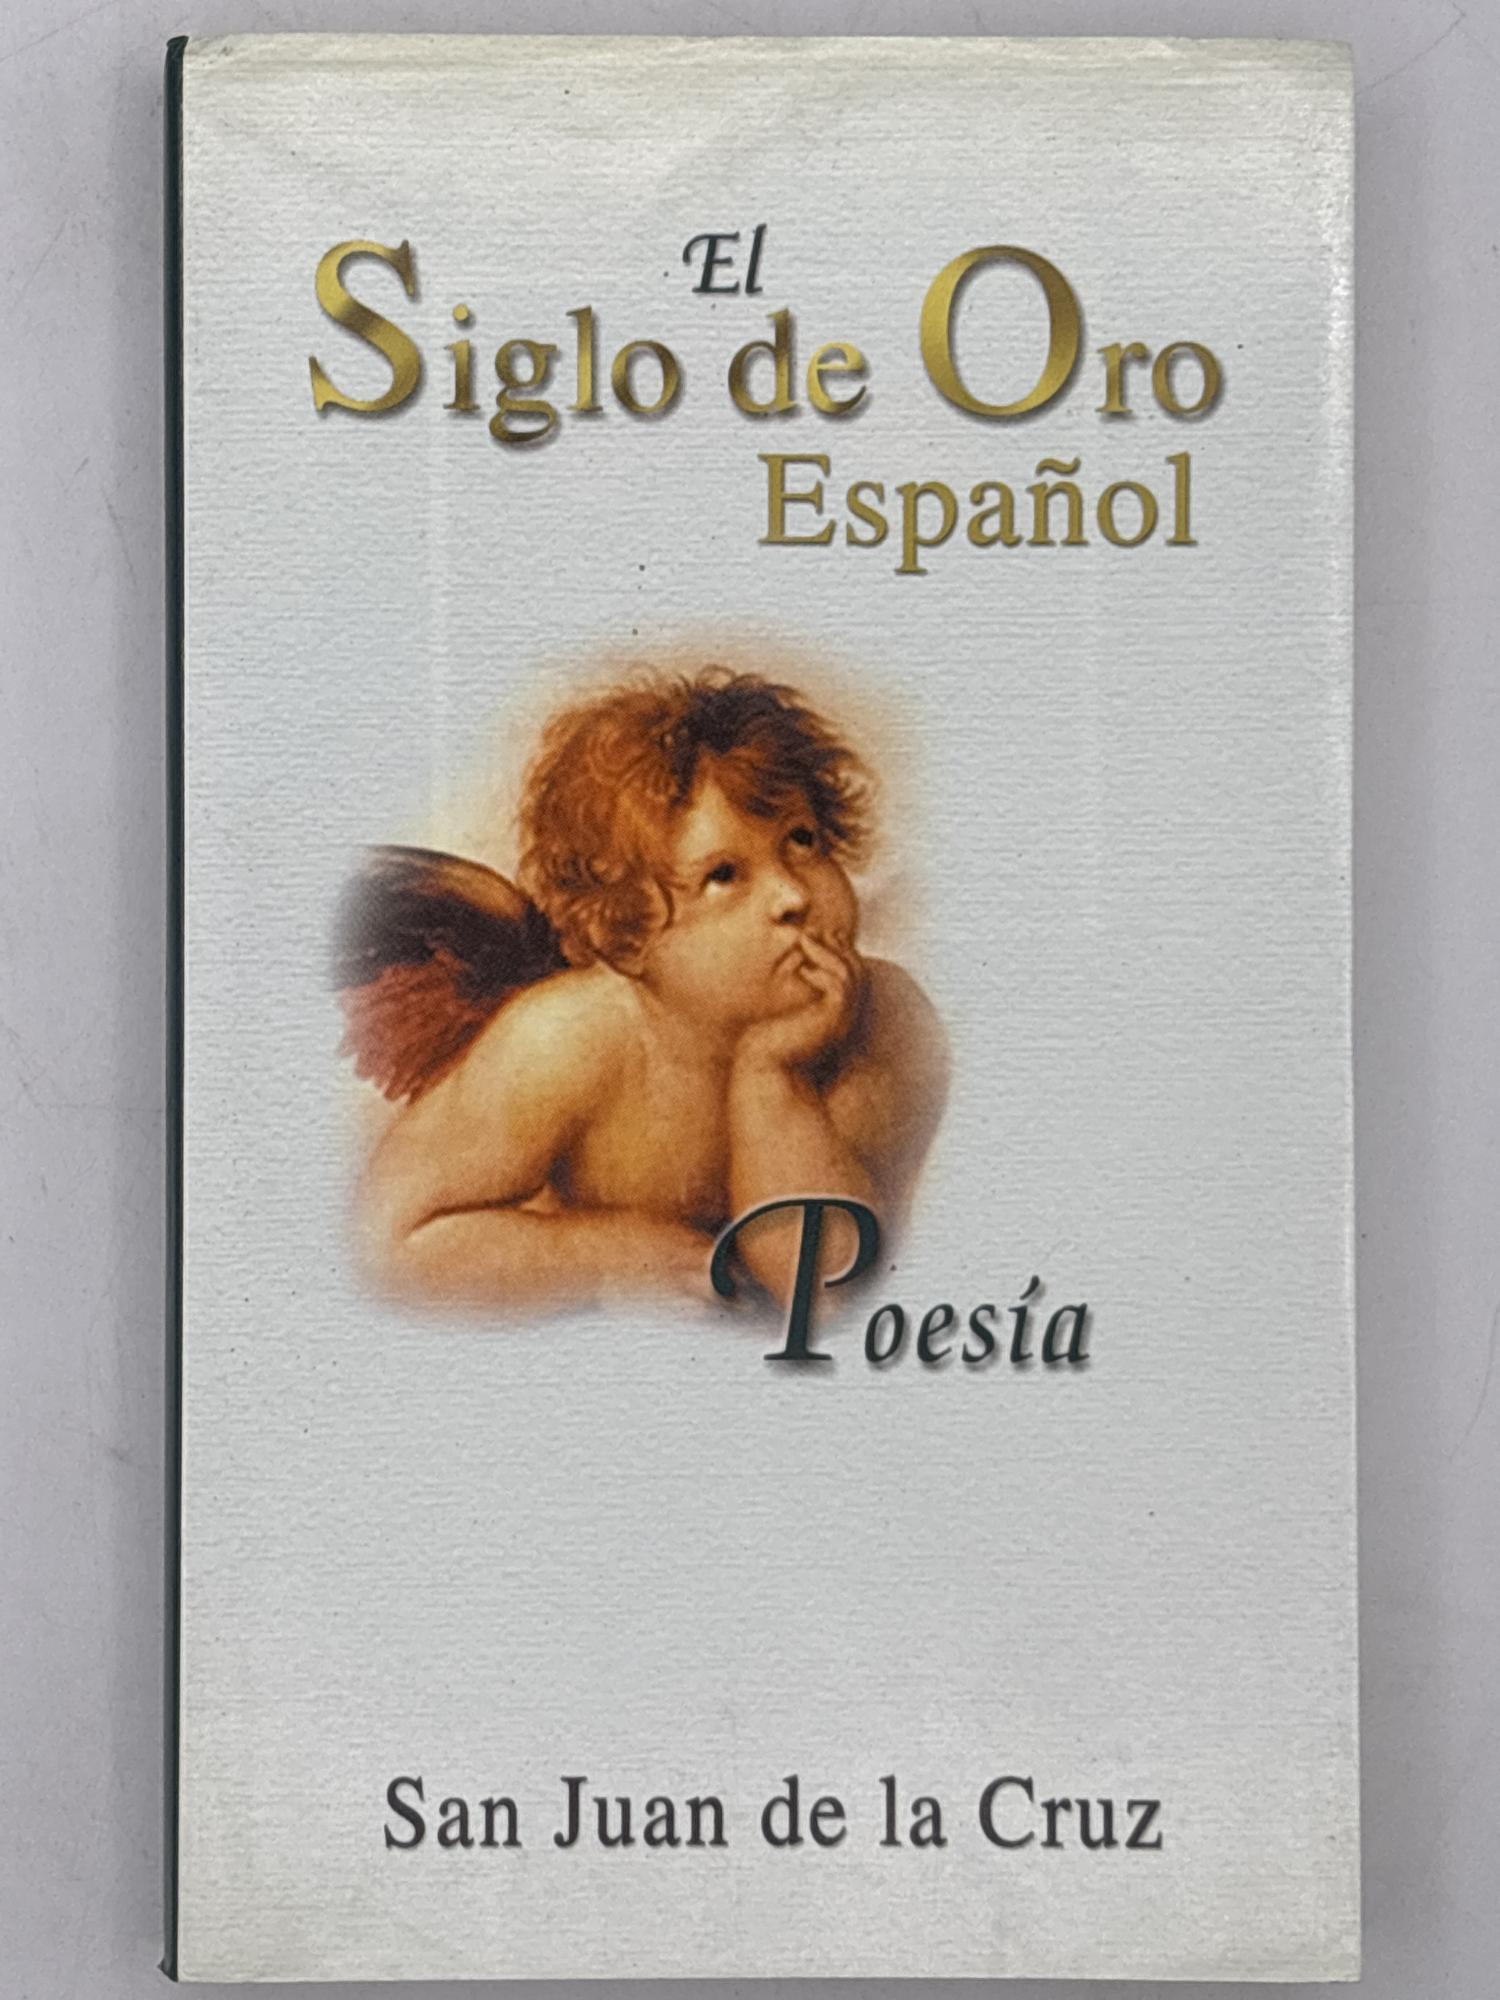 El
Siglo de Oro
Español
Poesía
San Juan de la Cruz